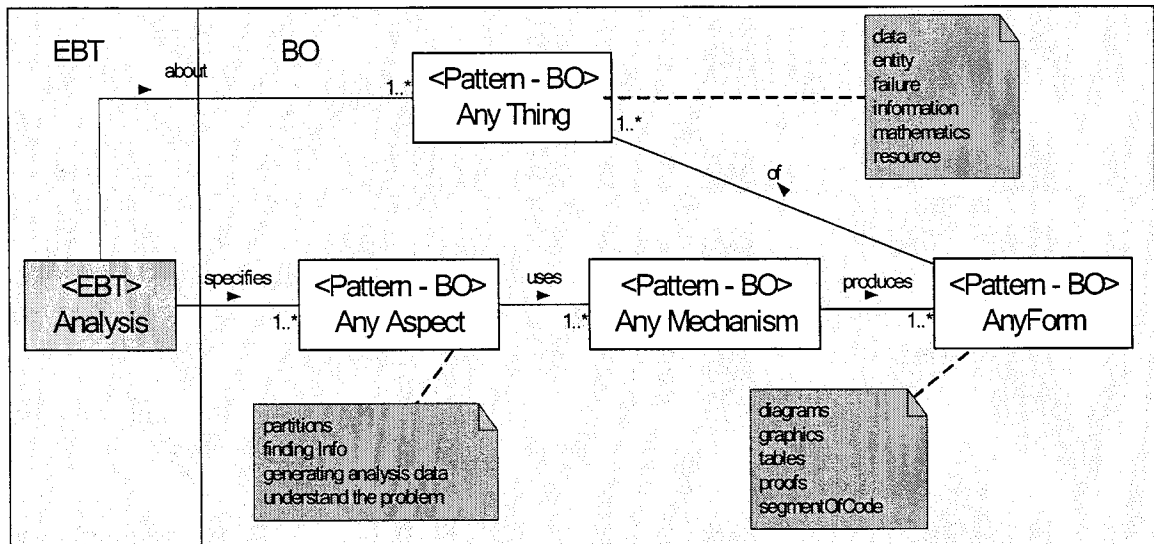 EBT
BO
about
1..*
<Pattern - BO>
Any Thing
1..*
data
entity
failure
information
mathematics
resource
of
<EBT>
Analysis
specifies
1..*
<Pattern - BO>
Any Aspect
uses
1..*
<Pattern - BO>
Any Mechanism
produces
1..*
<Pattern - BO>
AnyForm
partitions
finding Info
generating analysis data
understand the problem
diagrams
graphics
tables
proofs
segmentOfCode